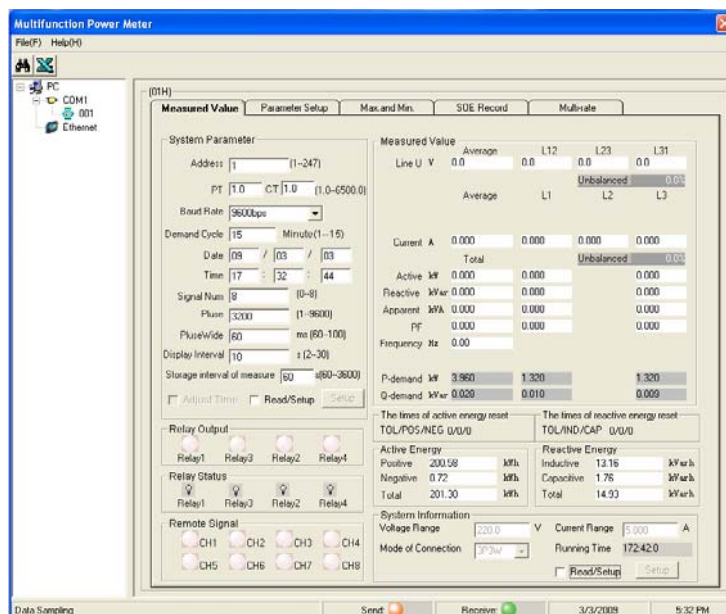 Multifunction Power Meter
File(F) Help(H)
PC
COM1
001
Ethernet
(01H)
Measured Value Parameter Setup Max.and Min. SOE Record Multi-rate
System Parameter
Address 1 (1--247)
PT 1.0 CT 1.0 (1.0--6500.0)
Baud Rate 9600bps
Demand Cycle 15 Minute(1--15)
Date 09 / 03 / 03
Time 17 : 32 : 44
Signal Num 8 (0--8)
Pluse 3200 (1--9600)
PluseWide 60 ms (60--100)
Display Interval 10 s (2--30)
Storage interval of measure 60 s(60--3600)
Adjust Time Read/Setup Setup
Relay Output
Relay1 Relay3 Relay2 Relay4
Relay Status
Relay1 Relay3 Relay2 Relay4
Remote Signal
CH1 CH2 CH3 CH4
CH5 CH6 CH7 CH8
Measured Value
Average L12 L23 L31
Line U V 0.0 0.0 0.0 0.0
Unbalanced 0.0%
Average L1 L2 L3
Current A 0.000 0.000 0.000 0.000
Total Unbalanced 0.0%
Active kW 0.000 0.000 0.000
Reactive kVar 0.000 0.000 0.000
Apparent kVA 0.000 0.000 0.000
PF 0.000 0.000 0.000
Frequency Hz 0.00
P-demand kW 3.960 1.320 1.320
Q-demand kVar 0.020 0.010 0.009
The times of active energy reset
TOL/POS/NEG 0/0/0
The times of reactive energy reset
TOL/IND/CAP 0/0/0
Active Energy
Positive 200.58 kWh
Negative 0.72 kWh
Total 201.30 kWh
Reactive Energy
Inductive 13.16 kVarh
Capacitive 1.76 kVarh
Total 14.93 kVarh
System Information
Voltage Range 220.0 V Current Range 5.000 A
Mode of Connection 3P3W Running Time 172:42:0
Read/Setup Setup
Data Sampling Send: Receive: 3/3/2009 5:32 PM